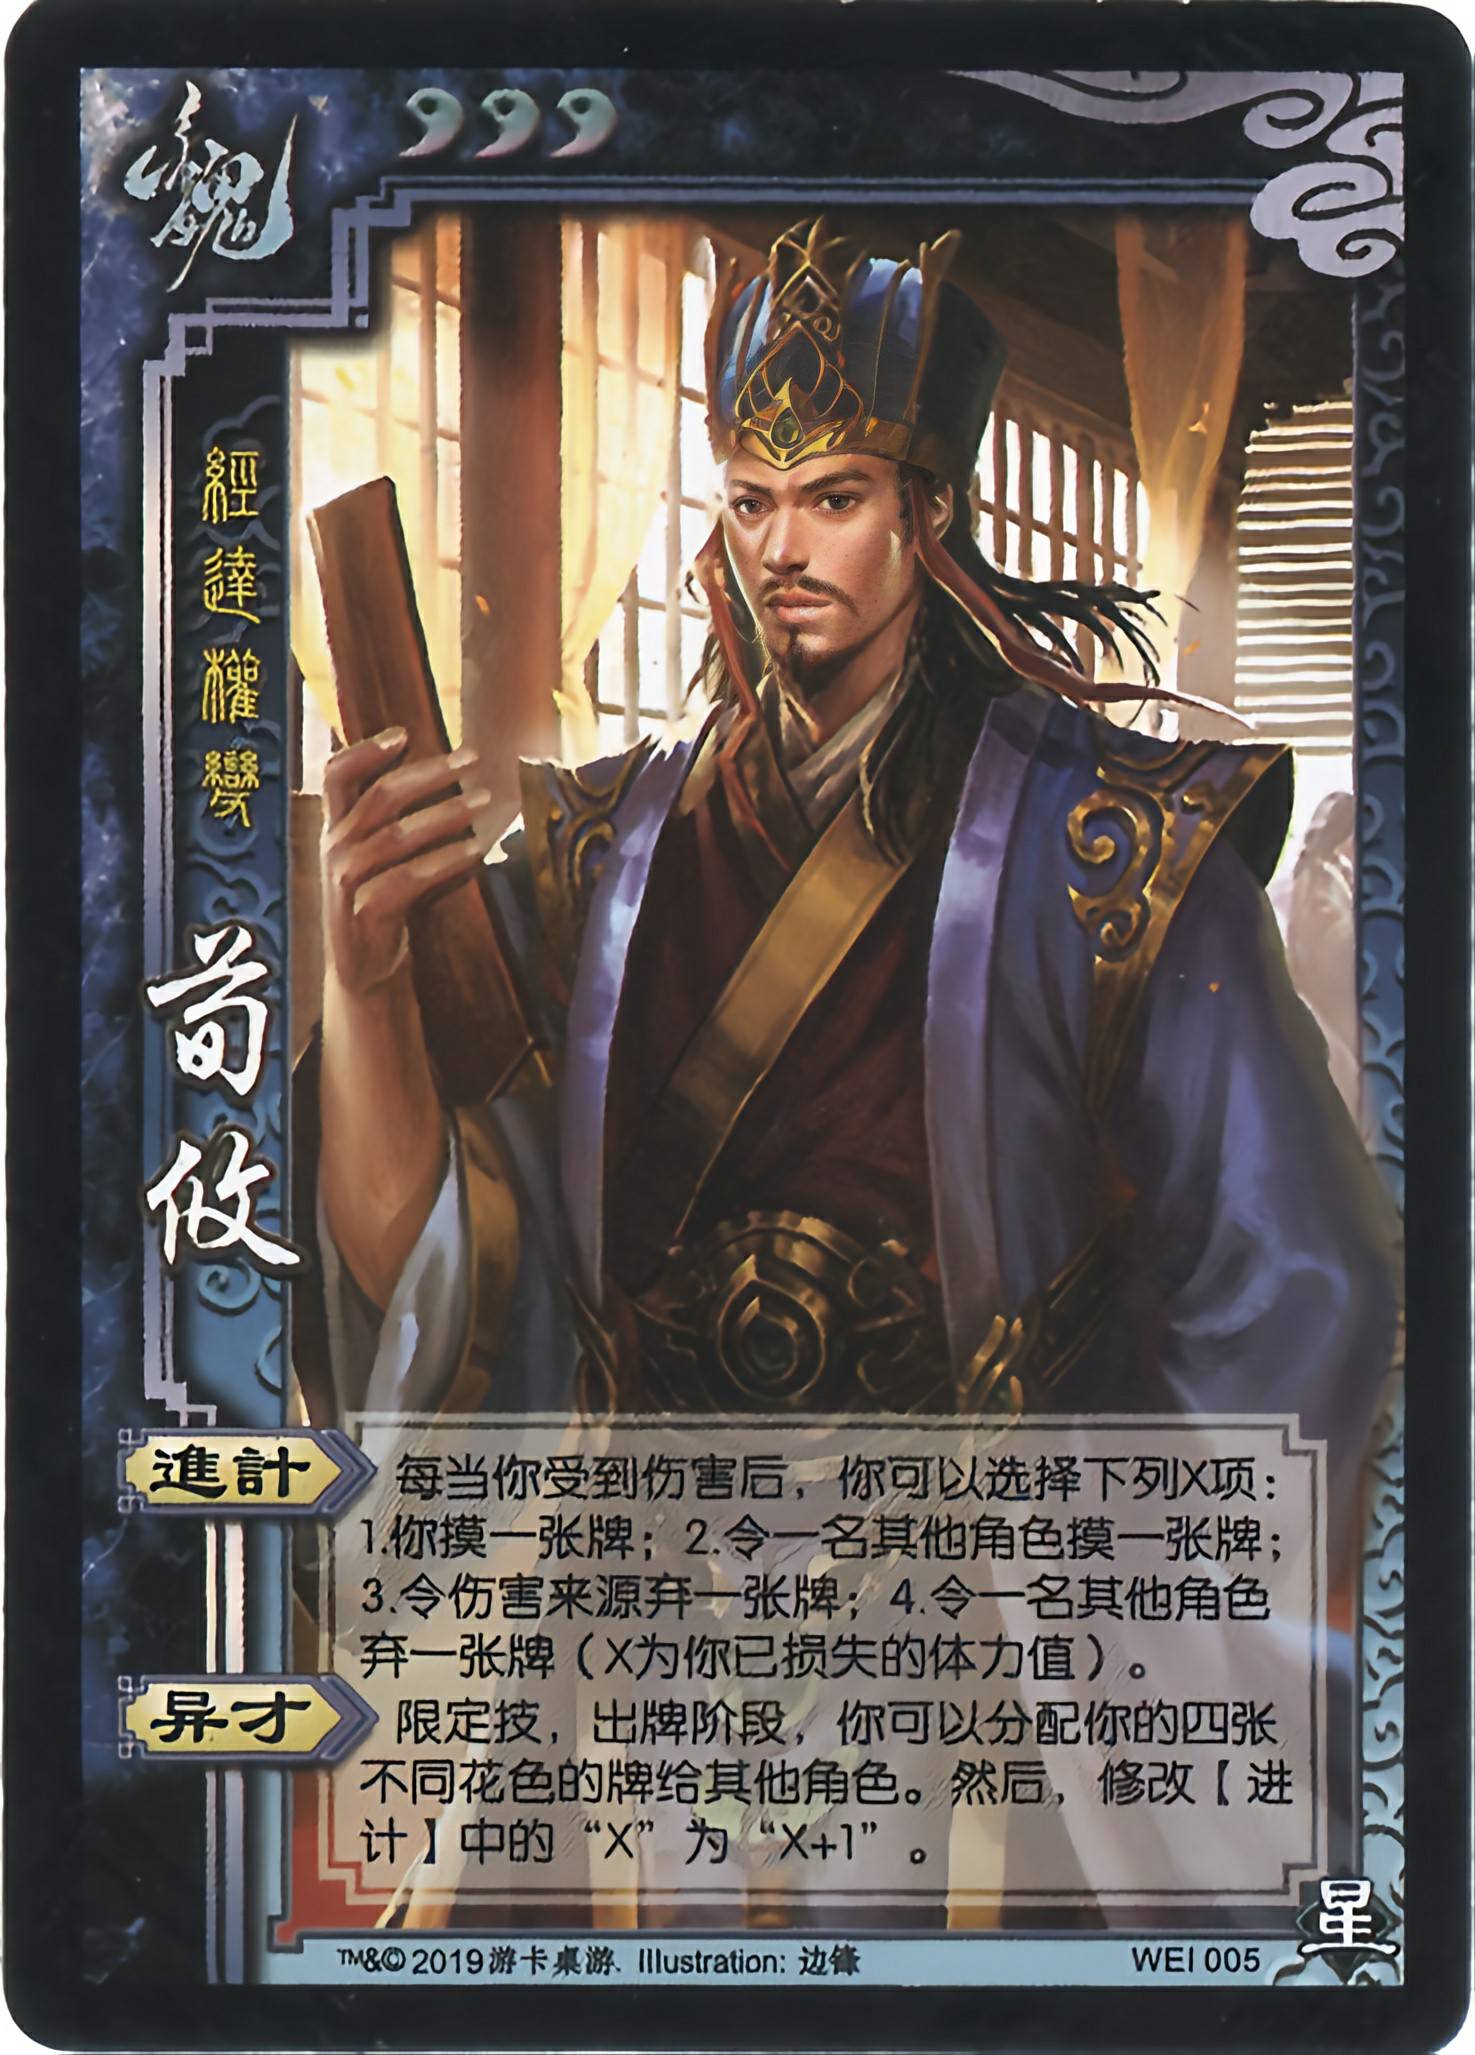 魏
經達權變
荀攸
進計
每当你受到伤害后，你可以选择下列X项：
1.你摸一张牌；2.令一名其他角色摸一张牌；
3.令伤害来源弃一张牌；4.令一名其他角色
弃一张牌（X为你已损失的体力值）。
异才
限定技，出牌阶段，你可以分配你的四张
不同花色的牌给其他角色。然后，修改【进
计】中的“X”为“X+1”。
™&©2019游卡桌游. Illustration: 边锋
WEI 005
星